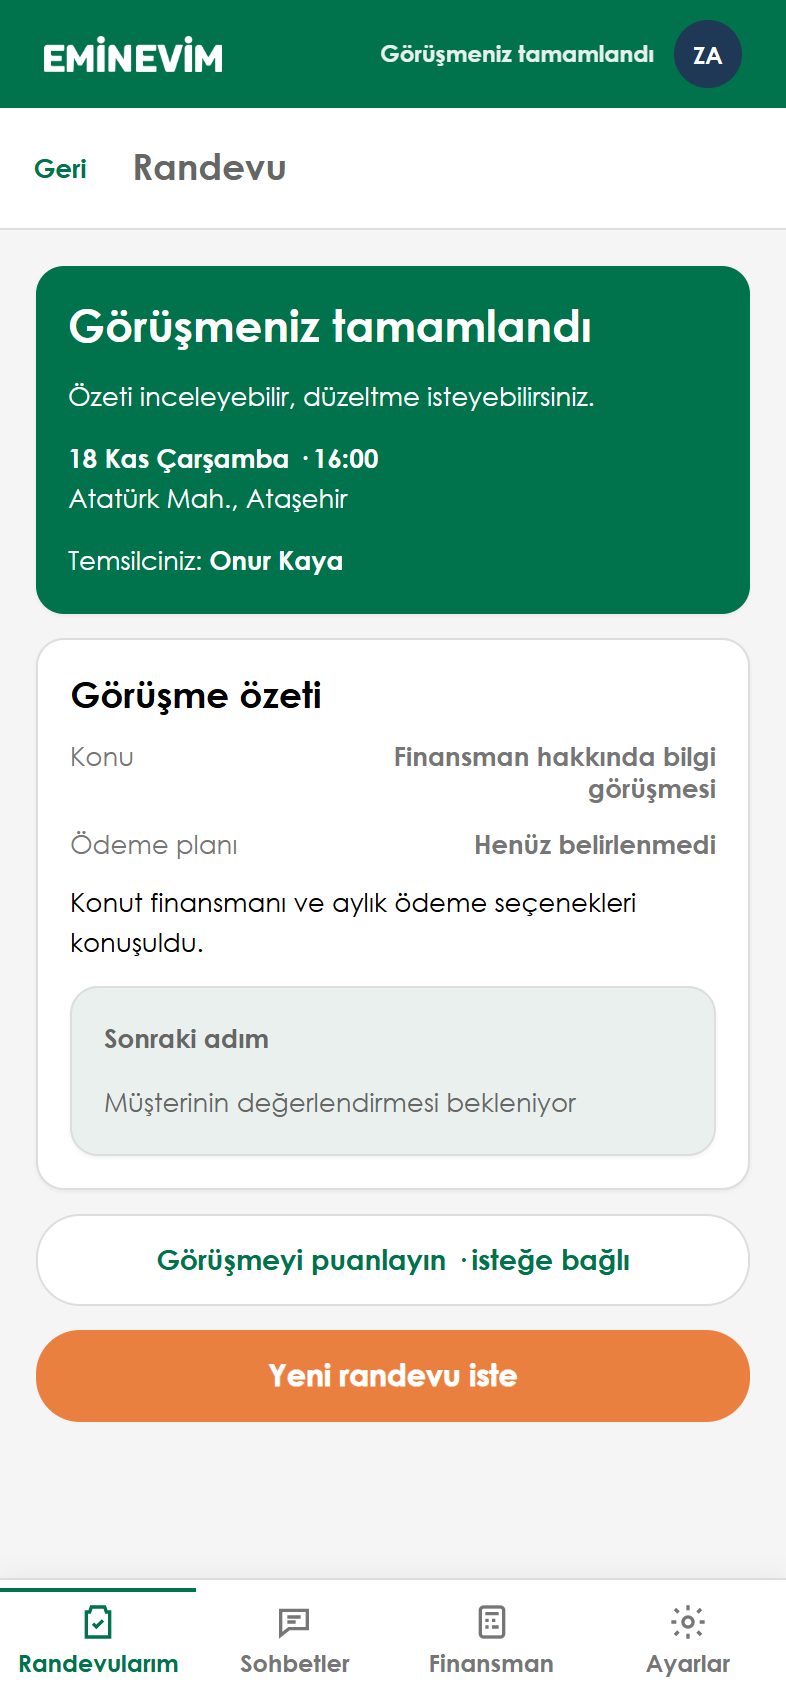 EMİNEVİM
Görüşmeniz tamamlandı
ZA
Geri
Randevu
Görüşmeniz tamamlandı
Özeti inceleyebilir, düzeltme isteyebilirsiniz.
18 Kas Çarşamba · 16:00
Atatürk Mah., Ataşehir
Temsilciniz: Onur Kaya
Görüşme özeti
Konu
Finansman hakkında bilgi
görüşmesi
Ödeme planı
Henüz belirlenmedi
Konut finansmanı ve aylık ödeme seçenekleri
konuşuldu.
Sonraki adım
Müşterinin değerlendirmesi bekleniyor
Görüşmeyi puanlayın · isteğe bağlı
Yeni randevu iste
Randevularım
Sohbetler
Finansman
Ayarlar